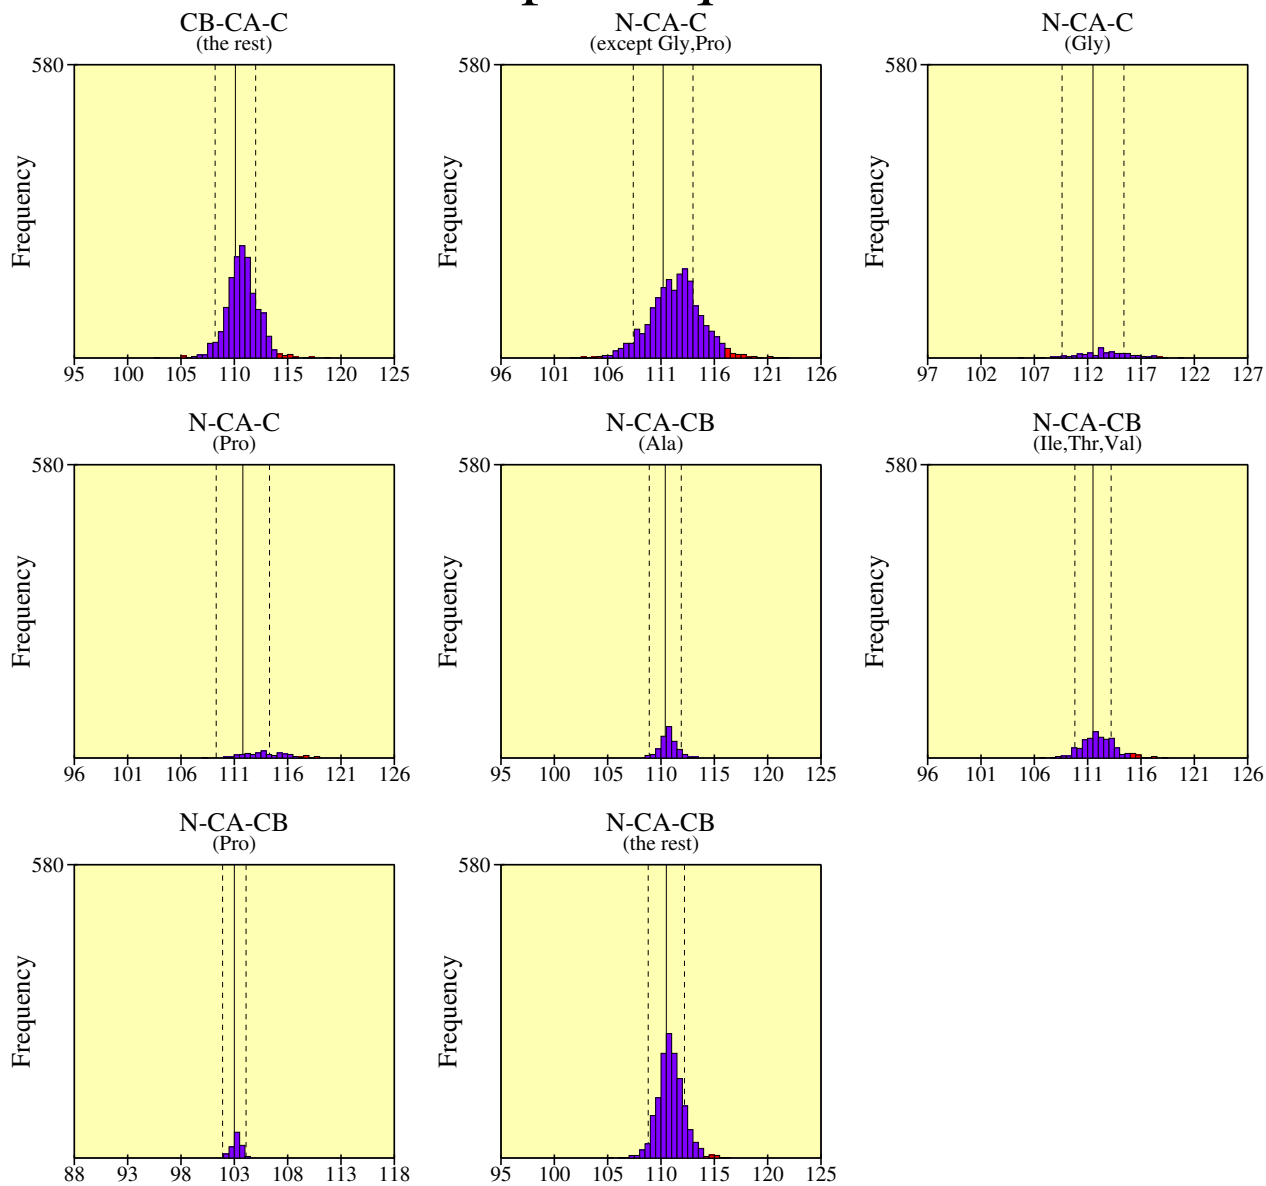 CB-CA-C
(the rest)
580
Frequency
95 100 105 110 115 120 125
N-CA-C
(except Gly,Pro)
580
Frequency
96 101 106 111 116 121 126
N-CA-C
(Gly)
580
Frequency
97 102 107 112 117 122 127
N-CA-C
(Pro)
580
Frequency
96 101 106 111 116 121 126
N-CA-CB
(Ala)
580
Frequency
95 100 105 110 115 120 125
N-CA-CB
(Ile,Thr,Val)
580
Frequency
96 101 106 111 116 121 126
N-CA-CB
(Pro)
580
Frequency
88 93 98 103 108 113 118
N-CA-CB
(the rest)
580
Frequency
95 100 105 110 115 120 125